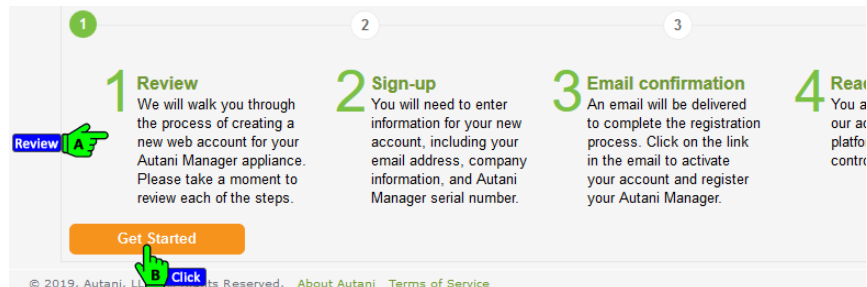 1 2 3
1 Review
We will walk you through
the process of creating a
new web account for your
Autani Manager appliance.
Please take a moment to
review each of the steps.
2 Sign-up
You will need to enter
information for your new
account, including your
email address, company
information, and Autani
Manager serial number.
3 Email confirmation
An email will be delivered
to complete the registration
process. Click on the link
in the email to activate
your account and register
your Autani Manager.
4
You a
our a
contr
Review A
Get Started
B Click
© 2019, Autani, ts Reserved. About Autani Terms of Service